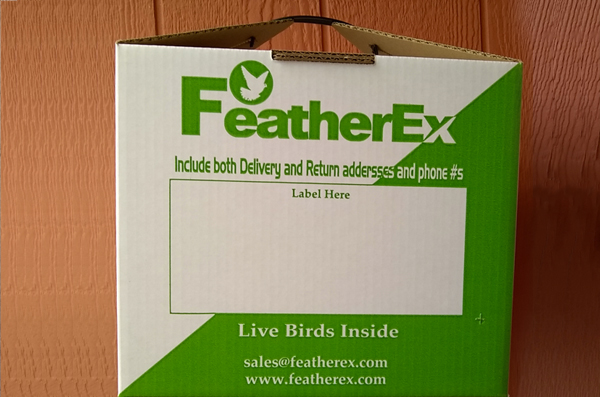 FeatherEx
Include both Delivery and Return addersses and phone #s
Label Here
Live Birds Inside
sales@featherex.com
www.featherex.com